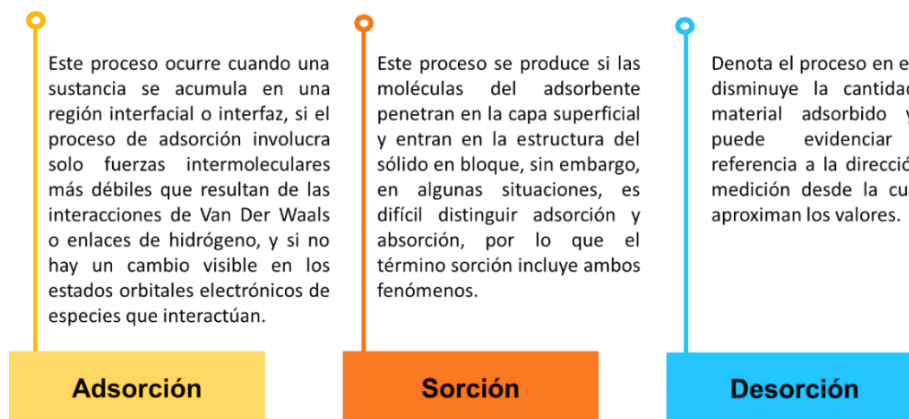 Este proceso ocurre cuando una
sustancia se acumula en una
región interfacial o interfaz, si el
proceso de adsorción involucra
solo fuerzas intermoleculares
más débiles que resultan de las
interacciones de Van Der Waals
o enlaces de hidrógeno, y si no
hay un cambio visible en los
estados orbitales electrónicos de
especies que interactúan.
Adsorción
Este proceso se produce si las
moléculas del adsorbente
penetran en la capa superficial
y entran en la estructura del
sólido en bloque, sin embargo,
en algunas situaciones, es
difícil distinguir adsorción y
absorción, por lo que el
término sorción incluye ambos
fenómenos.
Sorción
Denota el proceso en
disminuye la
material adsorbido
puede evidenciar
referencia a la
medición desde la
aproximan los valores.
Desorción